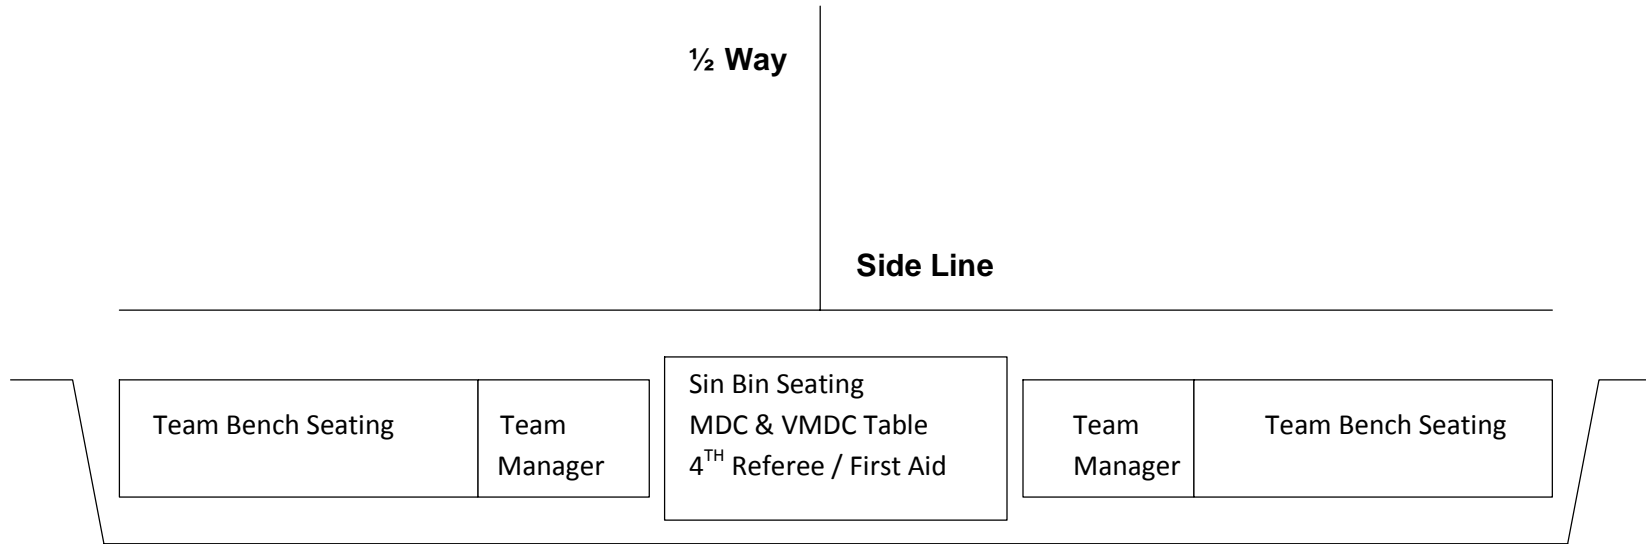 ½ Way
Side Line
Team Bench Seating
Team
Manager
Sin Bin Seating
MDC & VMDC Table
4TH Referee / First Aid
Team
Manager
Team Bench Seating